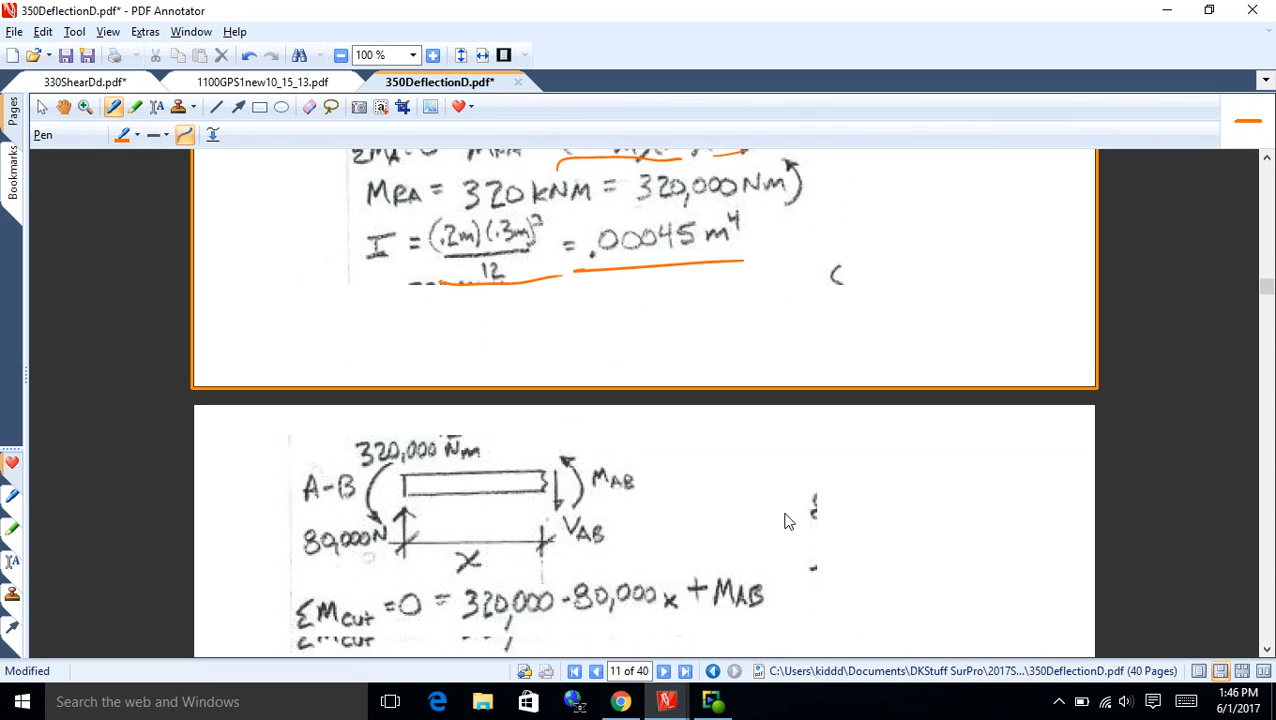 350DeflectionD.pdf* - PDF Annotator
File Edit Tool View Extras Window Help
100 %
330ShearDd.pdf* 1100GPS1new10_15_13.pdf 350DeflectionD.pdf*
Pen
Pages
Bookmarks
MRA = 320 kNm = 320,000 Nm
I = (.2m)(.3m)³ = .00045 m⁴
12
320,000 Nm
A-B
MAB
80,000N
VAB
x
ΣMcut = 0 = 320,000 - 80,000x + MAB
Modified
11 of 40
C:\Users\kiddd\Documents\DKStuff SurPro\2017S...\350DeflectionD.pdf (40 Pages)
Search the web and Windows
1:46 PM
6/1/2017